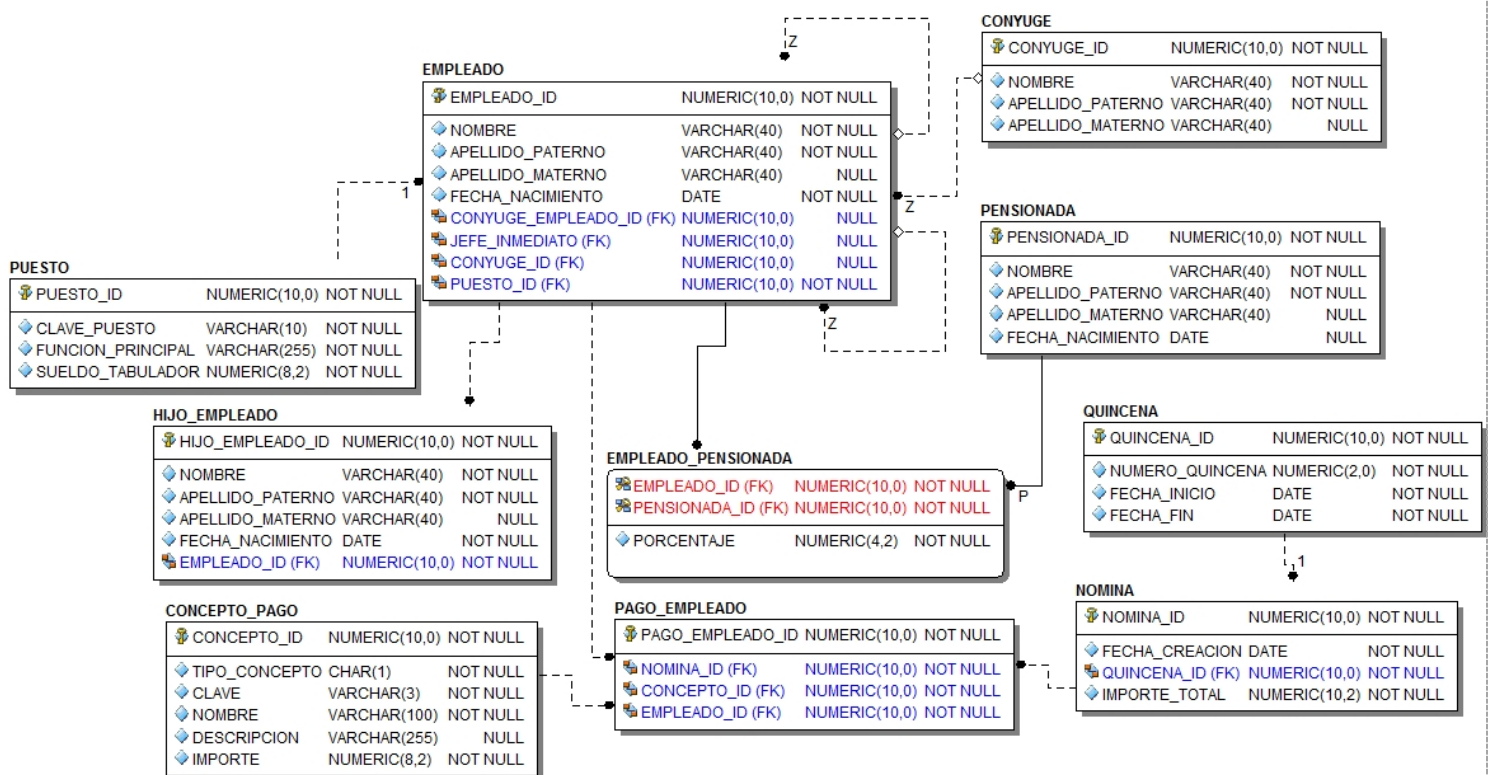 CONYUGE
CONYUGE_ID NUMERIC(10,0) NOT NULL
NOMBRE VARCHAR(40) NOT NULL
APELLIDO_PATERNO VARCHAR(40) NOT NULL
APELLIDO_MATERNO VARCHAR(40) NULL
Z
EMPLEADO
EMPLEADO_ID NUMERIC(10,0) NOT NULL
NOMBRE VARCHAR(40) NOT NULL
APELLIDO_PATERNO VARCHAR(40) NOT NULL
APELLIDO_MATERNO VARCHAR(40) NULL
FECHA_NACIMIENTO DATE NOT NULL
CONYUGE_EMPLEADO_ID (FK) NUMERIC(10,0) NULL
JEFE_INMEDIATO (FK) NUMERIC(10,0) NULL
CONYUGE_ID (FK) NUMERIC(10,0) NULL
PUESTO_ID (FK) NUMERIC(10,0) NOT NULL
1
Z
Z
PENSIONADA
PENSIONADA_ID NUMERIC(10,0) NOT NULL
NOMBRE VARCHAR(40) NOT NULL
APELLIDO_PATERNO VARCHAR(40) NOT NULL
APELLIDO_MATERNO VARCHAR(40) NULL
FECHA_NACIMIENTO DATE NULL
PUESTO
PUESTO_ID NUMERIC(10,0) NOT NULL
CLAVE_PUESTO VARCHAR(10) NOT NULL
FUNCION_PRINCIPAL VARCHAR(255) NOT NULL
SUELDO_TABULADOR NUMERIC(8,2) NOT NULL
HIJO_EMPLEADO
HIJO_EMPLEADO_ID NUMERIC(10,0) NOT NULL
NOMBRE VARCHAR(40) NOT NULL
APELLIDO_PATERNO VARCHAR(40) NOT NULL
APELLIDO_MATERNO VARCHAR(40) NULL
FECHA_NACIMIENTO DATE NOT NULL
EMPLEADO_ID (FK) NUMERIC(10,0) NOT NULL
EMPLEADO_PENSIONADA
EMPLEADO_ID (FK) NUMERIC(10,0) NOT NULL
PENSIONADA_ID (FK) NUMERIC(10,0) NOT NULL
PORCENTAJE NUMERIC(4,2) NOT NULL
P
QUINCENA
QUINCENA_ID NUMERIC(10,0) NOT NULL
NUMERO_QUINCENA NUMERIC(2,0) NOT NULL
FECHA_INICIO DATE NOT NULL
FECHA_FIN DATE NOT NULL
1
CONCEPTO_PAGO
CONCEPTO_ID NUMERIC(10,0) NOT NULL
TIPO_CONCEPTO CHAR(1) NOT NULL
CLAVE VARCHAR(3) NOT NULL
NOMBRE VARCHAR(100) NOT NULL
DESCRIPCION VARCHAR(255) NULL
IMPORTE NUMERIC(8,2) NOT NULL
PAGO_EMPLEADO
PAGO_EMPLEADO_ID NUMERIC(10,0) NOT NULL
NOMINA_ID (FK) NUMERIC(10,0) NOT NULL
CONCEPTO_ID (FK) NUMERIC(10,0) NOT NULL
EMPLEADO_ID (FK) NUMERIC(10,0) NOT NULL
NOMINA
NOMINA_ID NUMERIC(10,0) NOT NULL
FECHA_CREACION DATE NOT NULL
QUINCENA_ID (FK) NUMERIC(10,0) NOT NULL
IMPORTE_TOTAL NUMERIC(10,2) NOT NULL